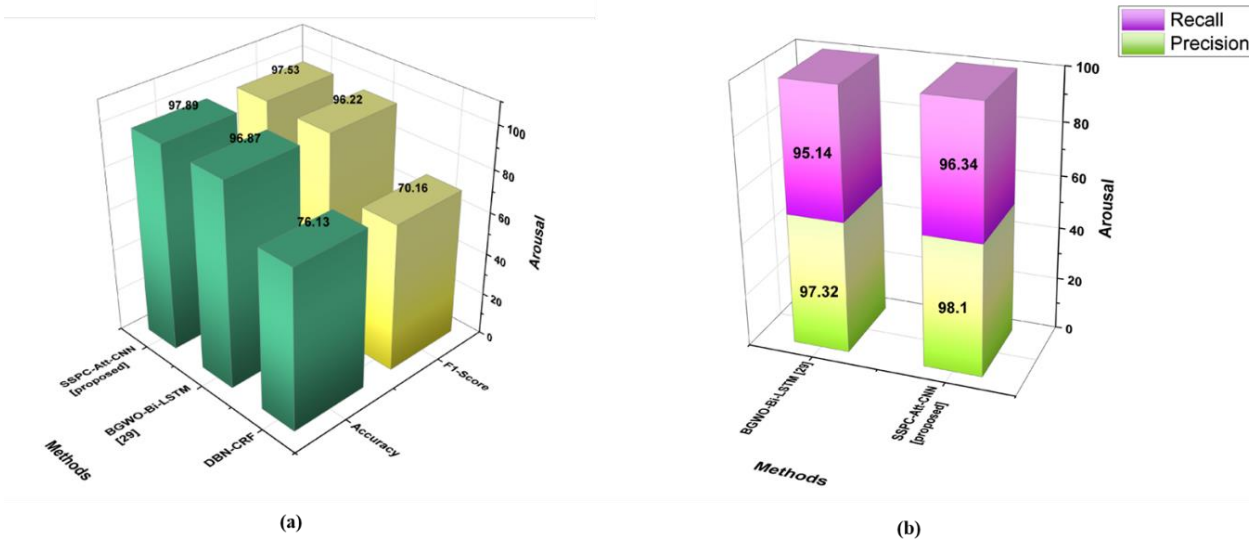 97.53
97.89
96.22
96.87
70.16
76.13
100
80
60
40
20
0
Arousal
SSPC-Att-CNN
[proposed]
BGWO-Bi-LSTM
[29]
DBN-CRF
Methods
Accuracy
F1-Score
(a)
Recall
Precision
95.14
96.34
97.32
98.1
100
80
60
40
20
0
Arousal
BGWO-Bi-LSTM [29]
SSPC-Att-CNN
[proposed]
Methods
(b)